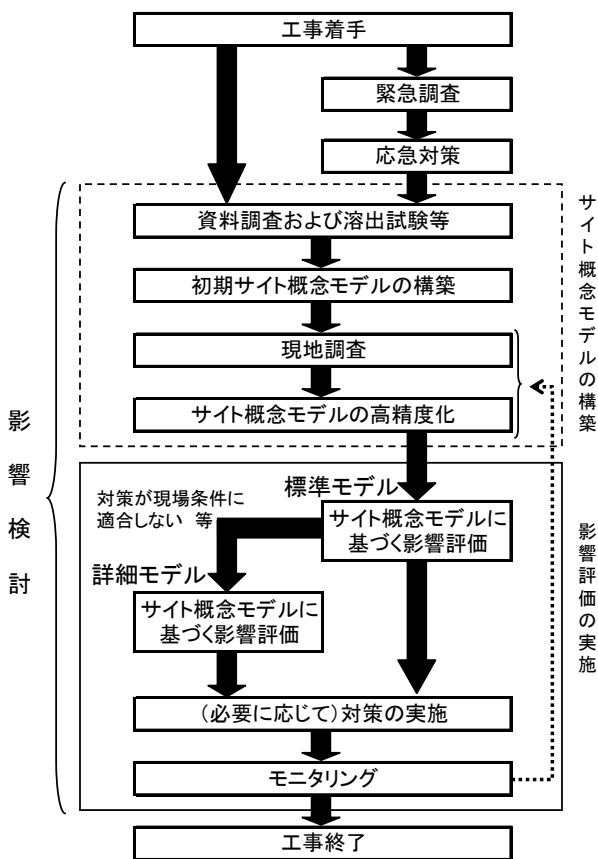 工事着手
緊急調査
応急対策
資料調査および溶出試験等
初期サイト概念モデルの構築
現地調査
サイト概念モデルの高精度化
サイト概念モデルの構築
影響検討
標準モデル
対策が現場条件に
適合しない 等
サイト概念モデルに
基づく影響評価
詳細モデル
サイト概念モデルに
基づく影響評価
影響評価の実施
(必要に応じて)対策の実施
モニタリング
工事終了